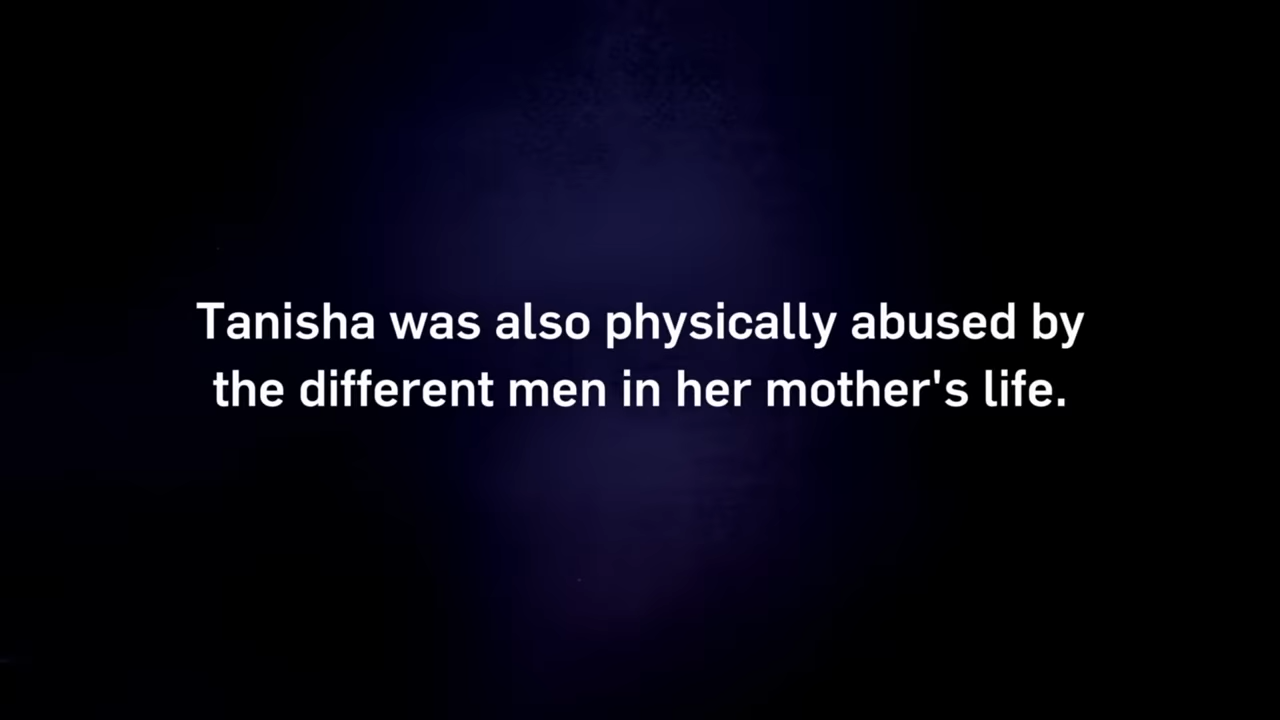 Tanisha was also physically abused by
the different men in her mother's life.